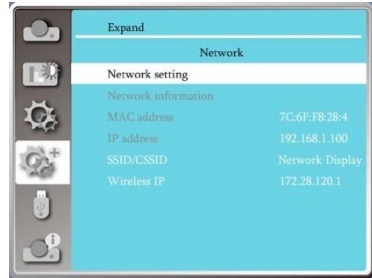 Expand
Network
Network setting
Network information
MAC address 7C:6F:F8:28:4
IP address 192.168.1.100
SSID/CSSID Network Display
Wireless IP 172.28.120.1